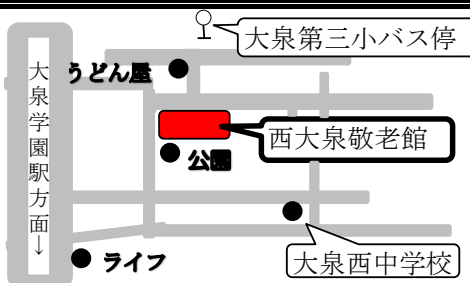 大泉第三小バス停
うどん屋
大泉学園駅方面↓
西大泉敬老館
公園
大泉西中学校
ライフ